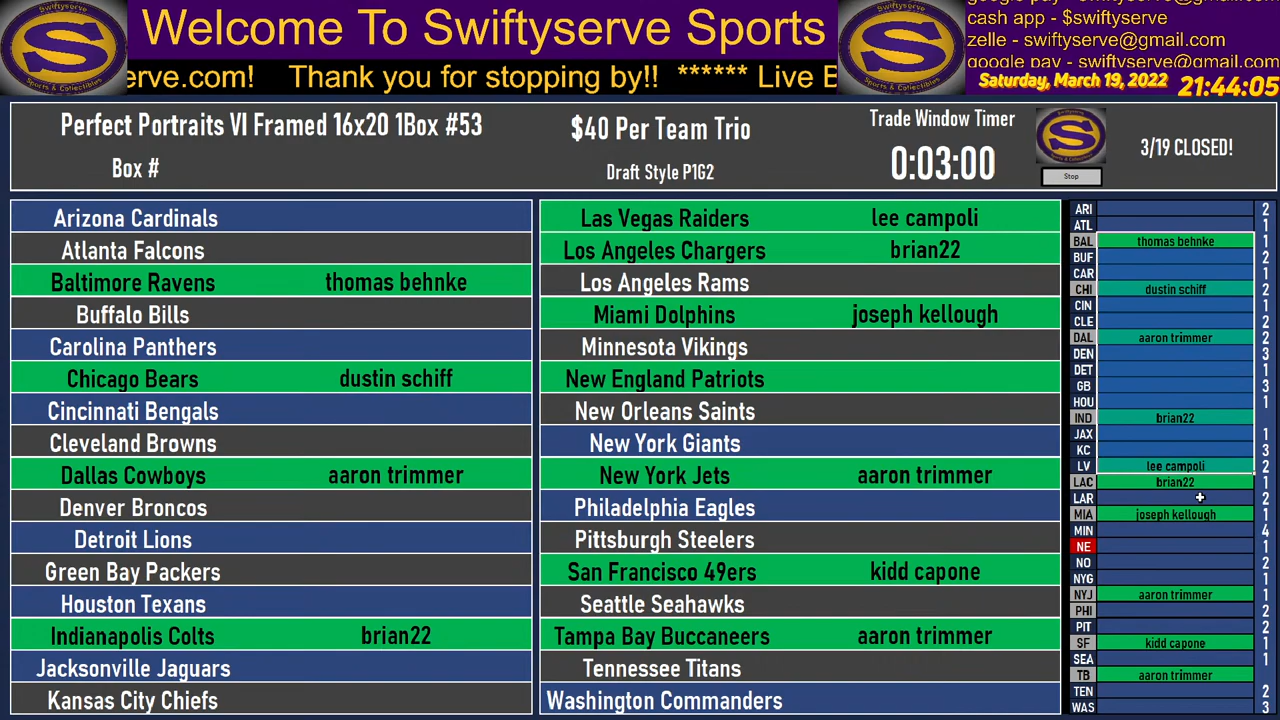 Welcome To Swiftyserve Sports
Swiftyserve
S
Sports & Collectibles
Swiftyserve
S
Sports & Collectibles
cash app - $swiftyserve
zelle - swiftyserve@gmail.com
google pay - swiftyserve@gmail.com
erve.com! Thank you for stopping by!! ****** Live B
Saturday, March 19, 2022 21:44:05
Perfect Portraits VI Framed 16x20 1Box #53
Box #
$40 Per Team Trio
Draft Style P1G2
Trade Window Timer
0:03:00
Stop
3/19 CLOSED!
Arizona Cardinals
Atlanta Falcons
Baltimore Ravens thomas behnke
Buffalo Bills
Carolina Panthers
Chicago Bears dustin schiff
Cincinnati Bengals
Cleveland Browns
Dallas Cowboys aaron trimmer
Denver Broncos
Detroit Lions
Green Bay Packers
Houston Texans
Indianapolis Colts brian22
Jacksonville Jaguars
Kansas City Chiefs
Las Vegas Raiders lee campoli
Los Angeles Chargers brian22
Los Angeles Rams
Miami Dolphins joseph kellough
Minnesota Vikings
New England Patriots
New Orleans Saints
New York Giants
New York Jets aaron trimmer
Philadelphia Eagles
Pittsburgh Steelers
San Francisco 49ers kidd capone
Seattle Seahawks
Tampa Bay Buccaneers aaron trimmer
Tennessee Titans
Washington Commanders
ARI 2
ATL 1
BAL thomas behnke 1
BUF 2
CAR 1
CHI dustin schiff 2
CIN 1
CLE 2
DAL aaron trimmer 2
DEN 3
DET 1
GB 3
HOU 1
IND brian22
JAX 1
KC 3
LV lee campoli 2
LAC brian22 1
LAR 2
MIA joseph kellough 1
MIN 4
NE 1
NO 2
NYG 1
NYJ aaron trimmer 1
PHI 2
PIT 2
SF kidd capone 1
SEA 1
TB aaron trimmer
TEN 2
WAS 3